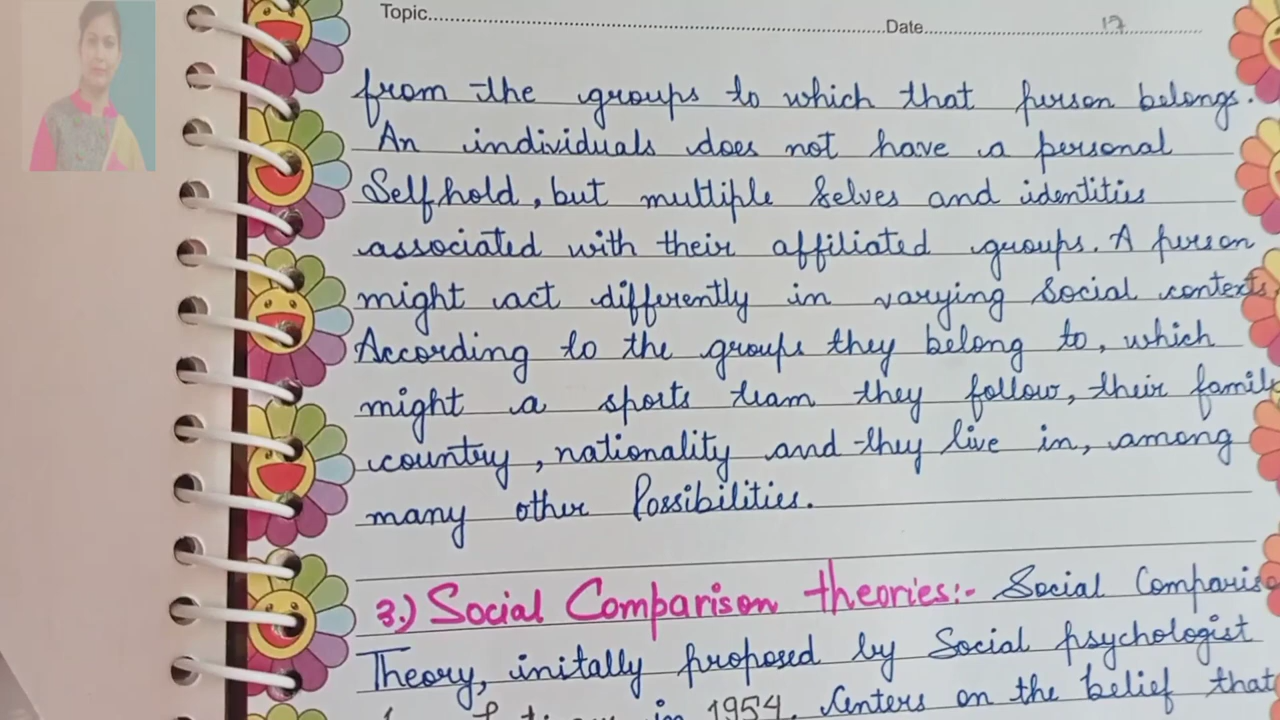 Topic Date 17
from the groups to which that person belongs.
An individuals does not have a personal
Selfhold, but multiple selves and identities
associated with their affiliated groups. A person
might act differently in varying Social contexts,
According to the groups they belong to, which
might a sports team they follow, their family
country, nationality and they live in, among
many other Possibilities.
3.) Social Comparison theories:- Social Comparis
Theory, initally proposed by Social psychologist
in 1954, Centers on the belief that